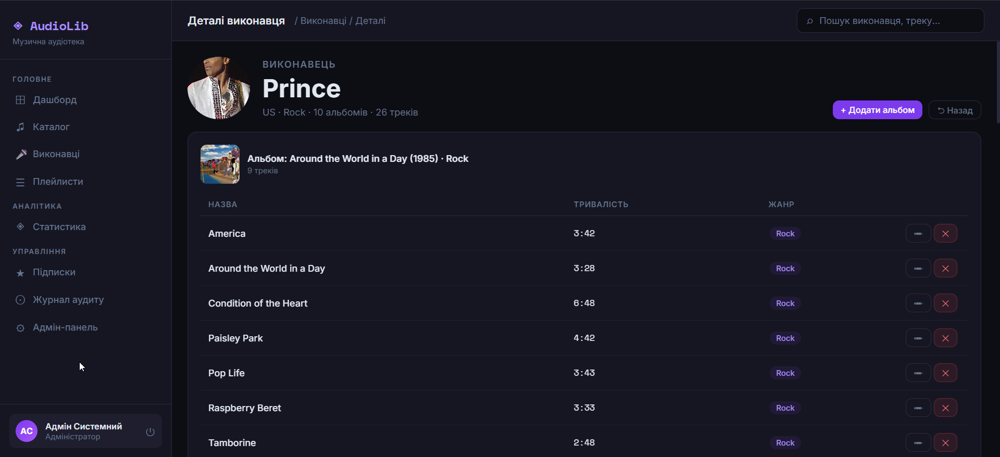 AudioLib
Музична аудіотека
ГОЛОВНЕ
Дашборд
Каталог
Виконавці
Плейлисти
АНАЛІТИКА
Статистика
УПРАВЛІННЯ
Підписки
Журнал аудиту
Адмін-панель
АС
Адмін Системний
Адміністратор
Деталі виконавця / Виконавці / Деталі
Пошук виконавця, треку...
ВИКОНАВЕЦЬ
Prince
US · Rock · 10 альбомів · 26 треків
+ Додати альбом
Назад
Альбом: Around the World in a Day (1985) · Rock
9 треків
НАЗВА ТРИВАЛІСТЬ ЖАНР
America 3:42 Rock
Around the World in a Day 3:28 Rock
Condition of the Heart 6:48 Rock
Paisley Park 4:42 Rock
Pop Life 3:43 Rock
Raspberry Beret 3:33 Rock
Tamborine 2:48 Rock